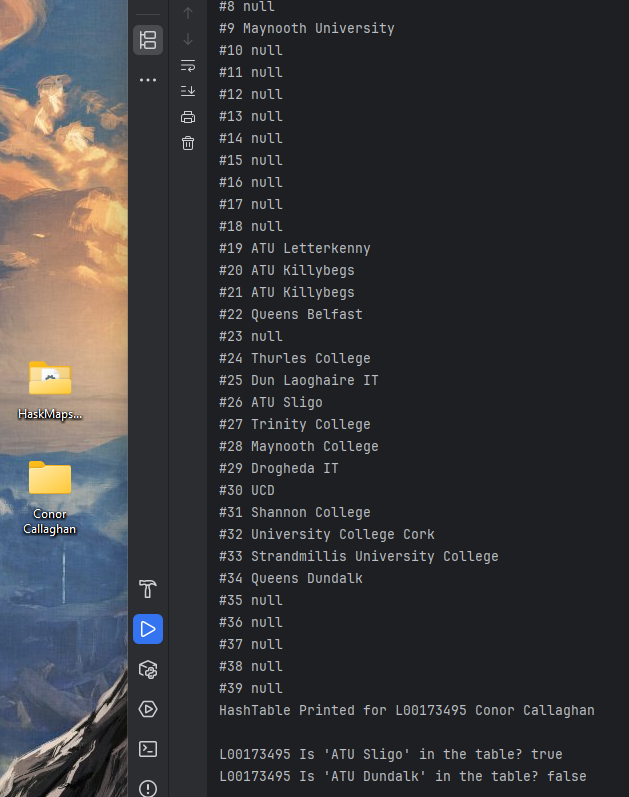 #8 null
#9 Maynooth University
#10 null
#11 null
#12 null
#13 null
#14 null
#15 null
#16 null
#17 null
#18 null
#19 ATU Letterkenny
#20 ATU Killybegs
#21 ATU Killybegs
#22 Queens Belfast
#23 null
#24 Thurles College
#25 Dun Laoghaire IT
#26 ATU Sligo
#27 Trinity College
#28 Maynooth College
#29 Drogheda IT
#30 UCD
#31 Shannon College
#32 University College Cork
#33 Strandmillis University College
#34 Queens Dundalk
#35 null
#36 null
#37 null
#38 null
#39 null
HashTable Printed for L00173495 Conor Callaghan
L00173495 Is 'ATU Sligo' in the table? true
L00173495 Is 'ATU Dundalk' in the table? false
HaskMaps...
Conor
Callaghan